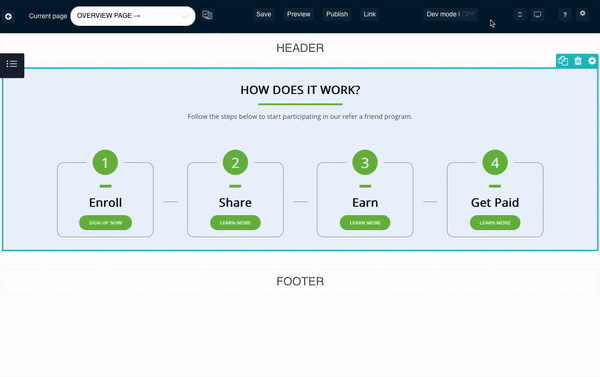 Current page OVERVIEW PAGE → Save Preview Publish Link Dev mode | OFF ?
HEADER
HOW DOES IT WORK?
Follow the steps below to start participating in our refer a friend program.
1 2 3 4
Enroll Share Earn Get Paid
SIGN UP NOW LEARN MORE LEARN MORE LEARN MORE
FOOTER